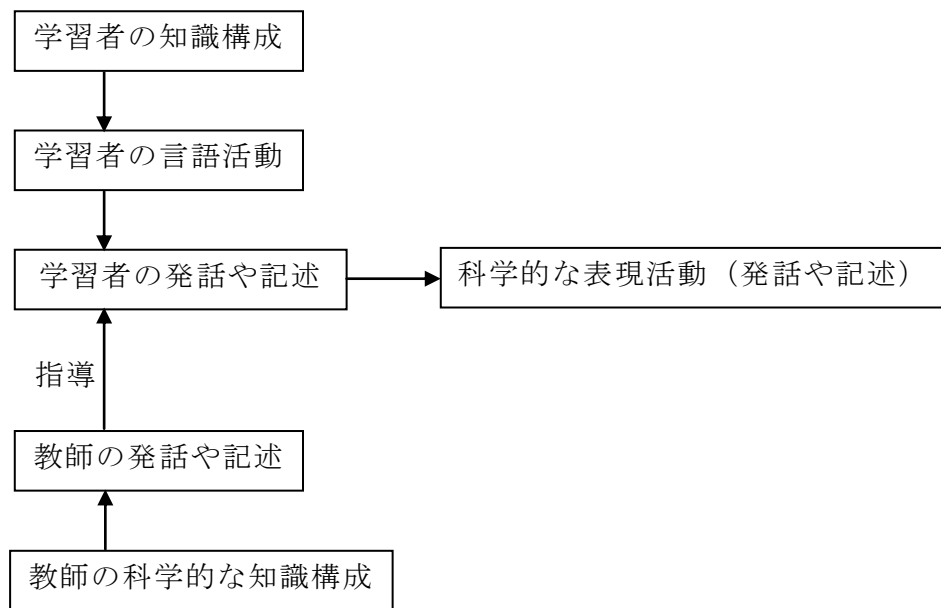 学習者の知識構成
学習者の言語活動
学習者の発話や記述
科学的な表現活動（発話や記述）
指導
教師の発話や記述
教師の科学的な知識構成